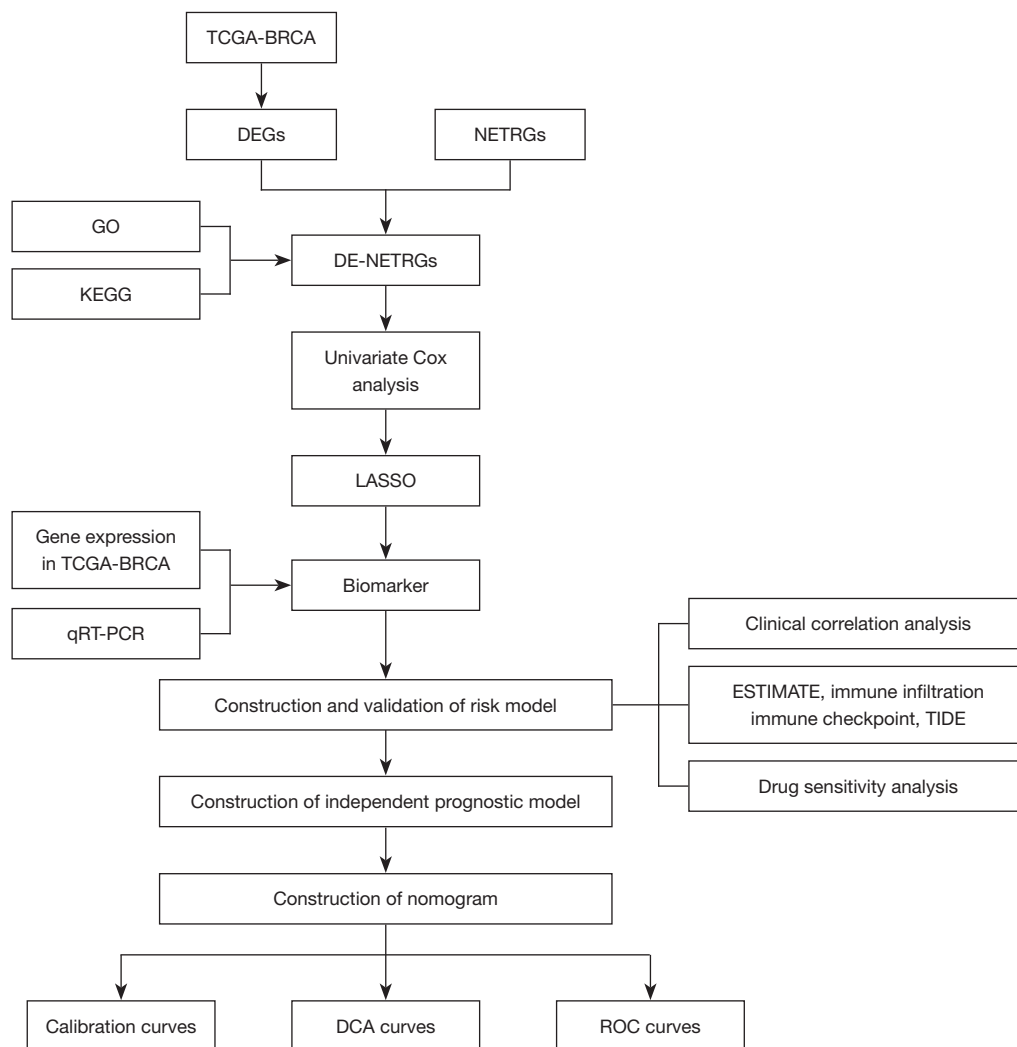 TCGA-BRCA
DEGs
NETRGs
GO
KEGG
DE-NETRGs
Univariate Cox
analysis
LASSO
Gene expression
in TCGA-BRCA
qRT-PCR
Biomarker
Clinical correlation analysis
Construction and validation of risk model
ESTIMATE, immune infiltration
immune checkpoint, TIDE
Drug sensitivity analysis
Construction of independent prognostic model
Construction of nomogram
Calibration curves
DCA curves
ROC curves